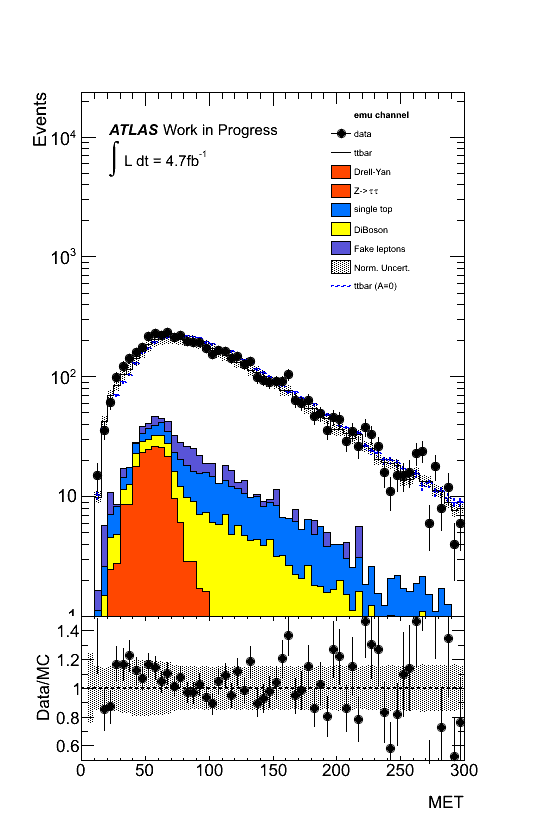 Events
10⁴
10³
10²
10
1
ATLAS Work in Progress
∫ L dt = 4.7fb⁻¹
emu channel
data
ttbar
Drell-Yan
Z->ττ
single top
DiBoson
Fake leptons
Norm. Uncert.
ttbar (A=0)
Data/MC
1.4
1.2
1
0.8
0.6
0 50 100 150 200 250 300
MET